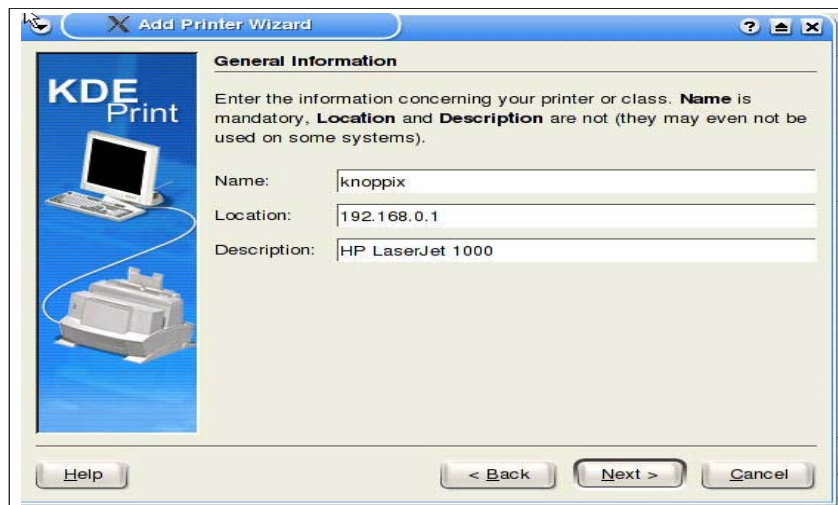 Add Printer Wizard
KDE
Print
General Information
Enter the information concerning your printer or class. Name is
mandatory, Location and Description are not (they may even not be
used on some systems).
Name: knoppix
Location: 192.168.0.1
Description: HP LaserJet 1000
Help < Back Next > Cancel